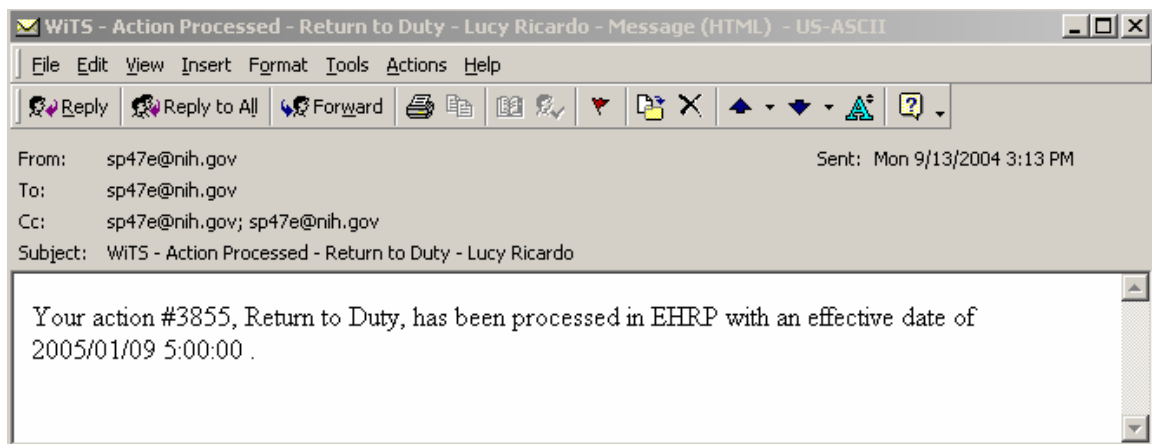 WiTS - Action Processed - Return to Duty - Lucy Ricardo - Message (HTML) - US-ASCII
File Edit View Insert Format Tools Actions Help
Reply Reply to All Forward
From: sp47e@nih.gov Sent: Mon 9/13/2004 3:13 PM
To: sp47e@nih.gov
Cc: sp47e@nih.gov; sp47e@nih.gov
Subject: WiTS - Action Processed - Return to Duty - Lucy Ricardo
Your action #3855, Return to Duty, has been processed in EHRP with an effective date of
2005/01/09 5:00:00 .